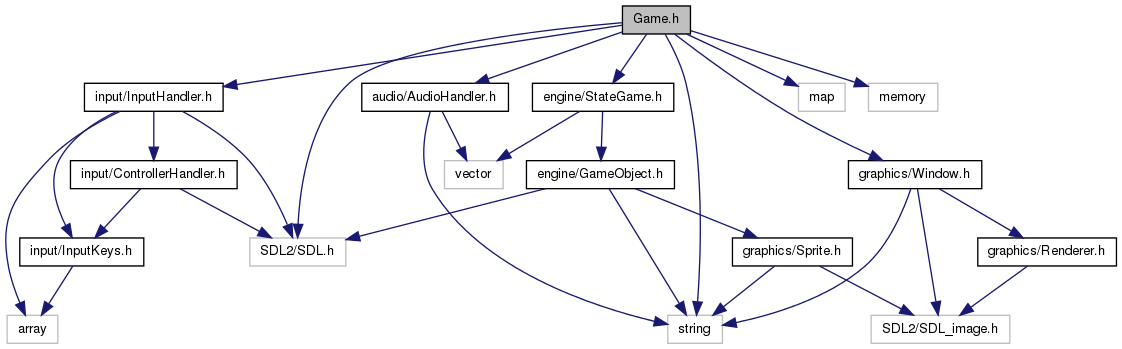 Game.h
input/InputHandler.h
audio/AudioHandler.h
engine/StateGame.h
map
memory
input/ControllerHandler.h
vector
engine/GameObject.h
graphics/Window.h
input/InputKeys.h
SDL2/SDL.h
graphics/Sprite.h
graphics/Renderer.h
array
string
SDL2/SDL_image.h